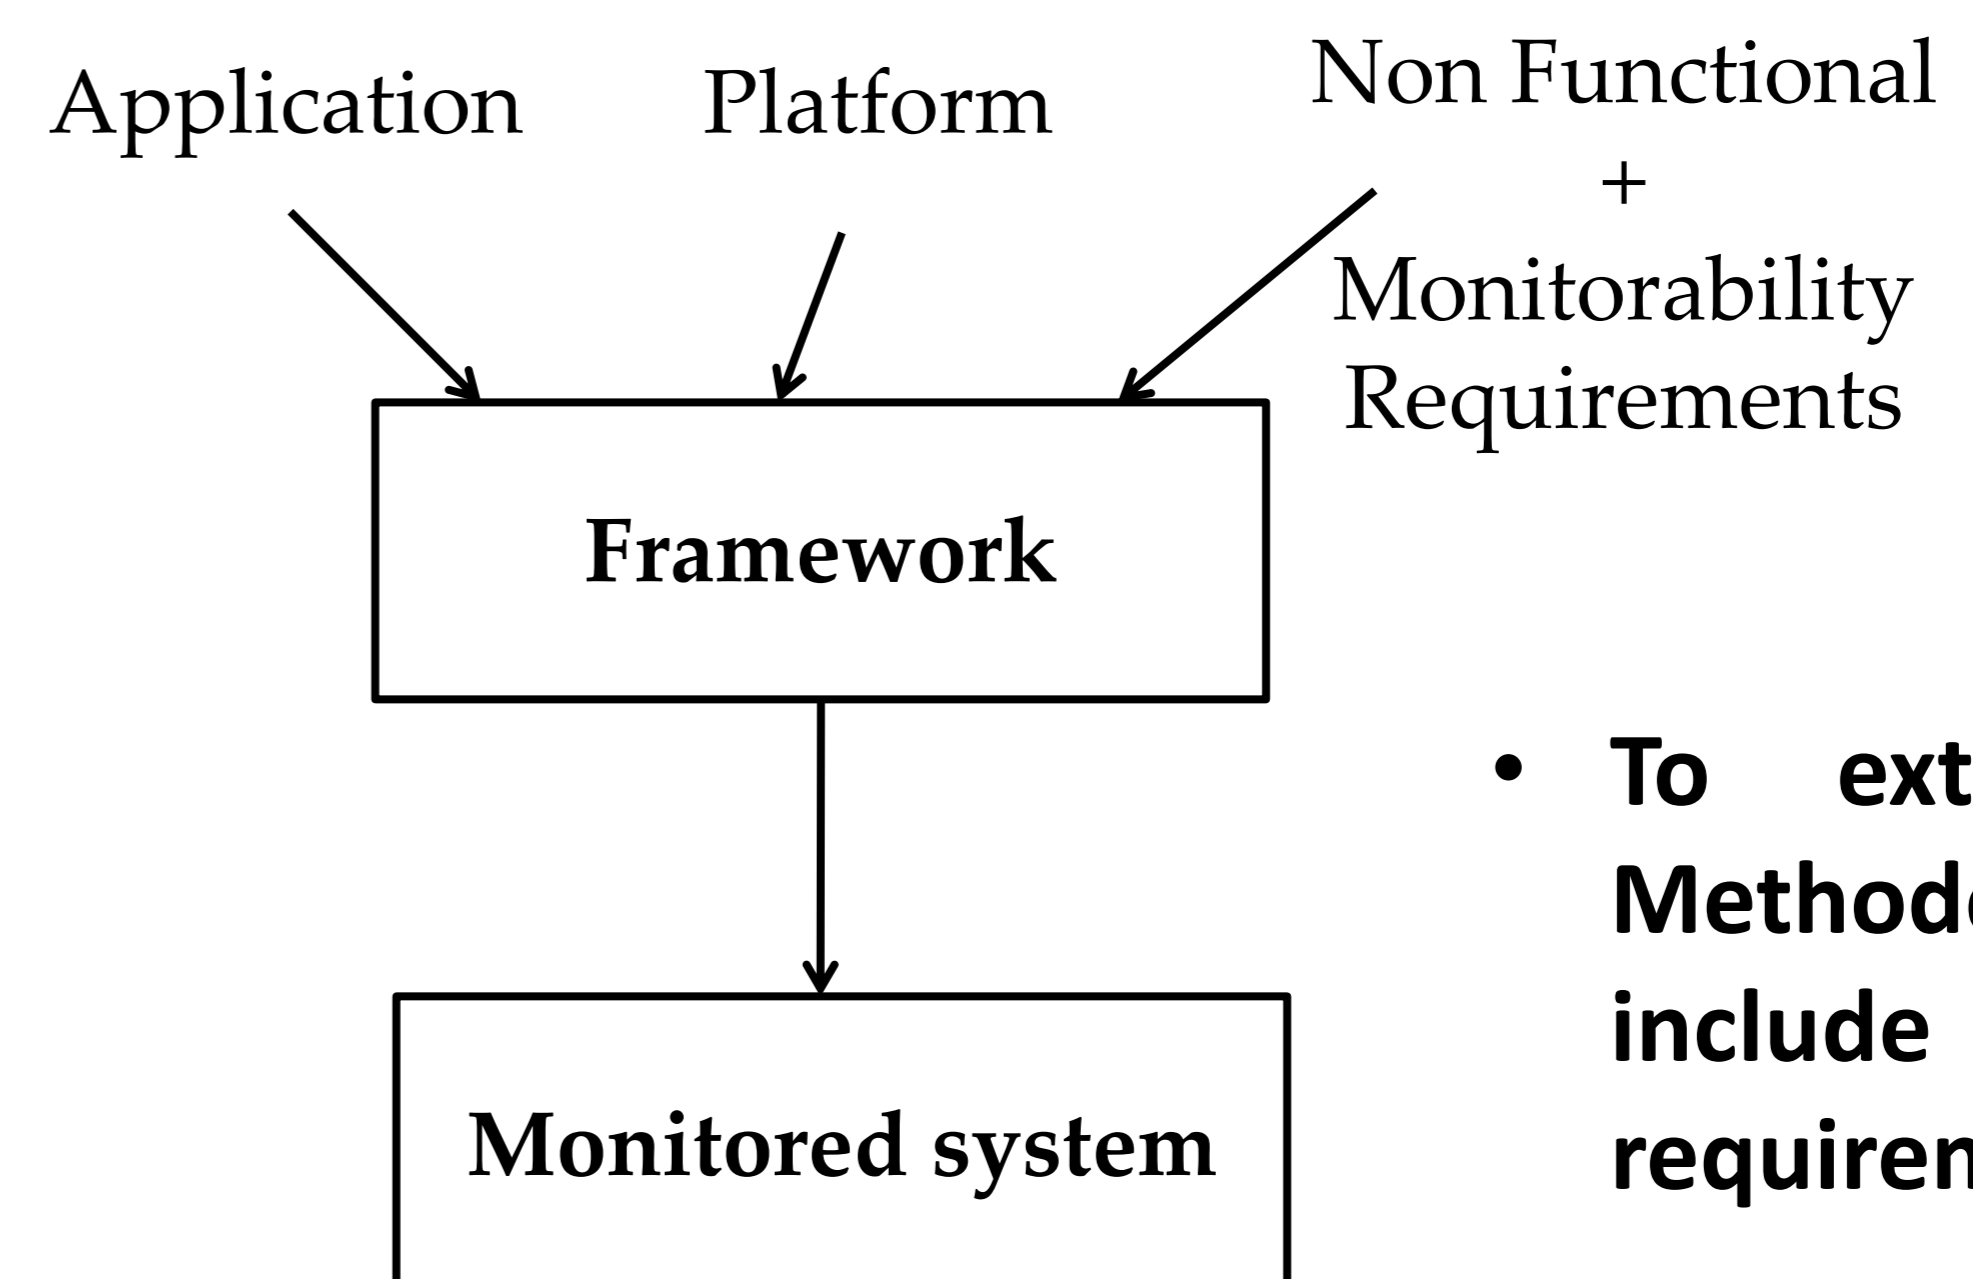 Application
Platform
Non Functional
+
Monitorability
Requirements
Framework
Monitored system
• To
include